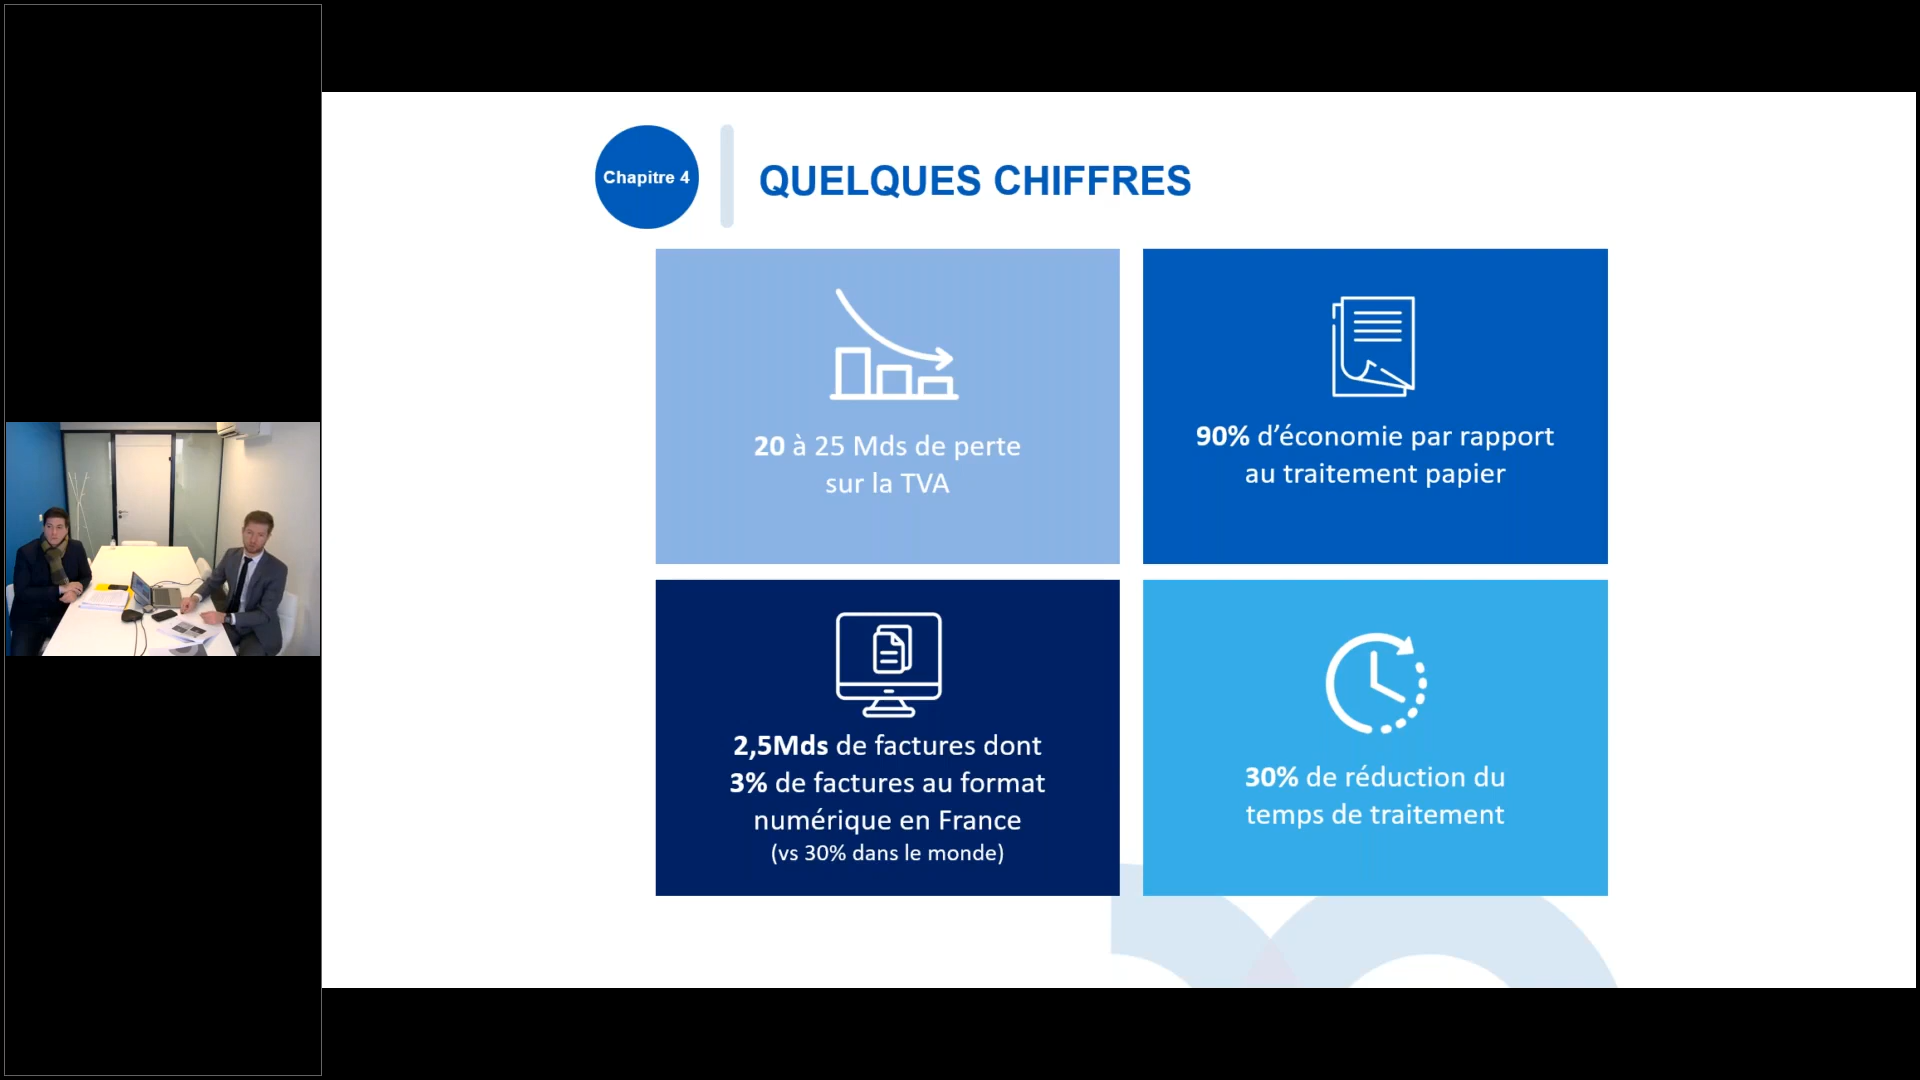 Chapitre 4
QUELQUES CHIFFRES
20 à 25 Mds de perte
sur la TVA
90% d’économie par rapport
au traitement papier
2,5Mds de factures dont
3% de factures au format
numérique en France
(vs 30% dans le monde)
30% de réduction du
temps de traitement